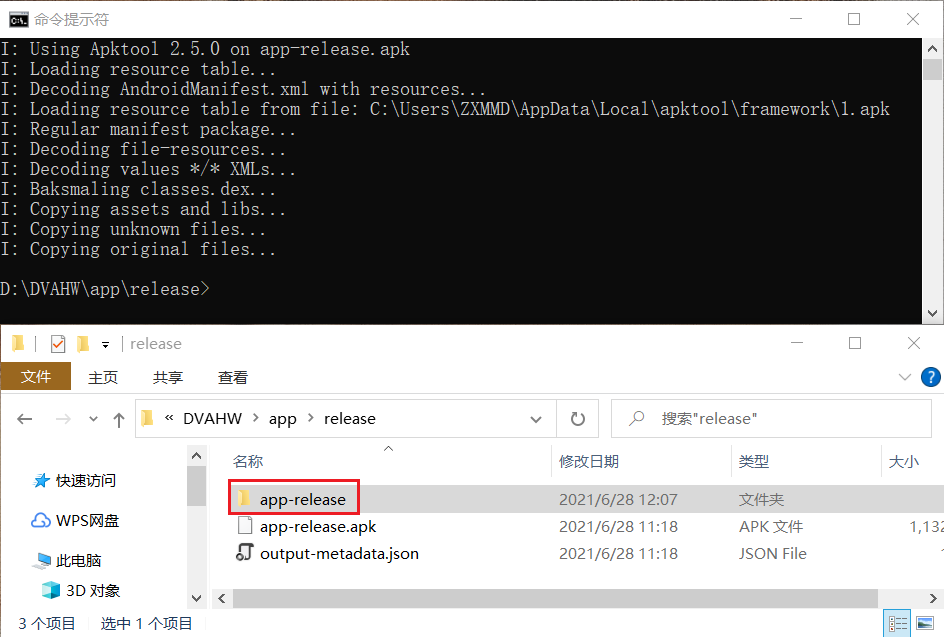 命令提示符
I: Using Apktool 2.5.0 on app-release.apk
I: Loading resource table...
I: Decoding AndroidManifest.xml with resources...
I: Loading resource table from file: C:\Users\ZXMMD\AppData\Local\apktool\framework\1.apk
I: Regular manifest package...
I: Decoding file-resources...
I: Decoding values */* XMLs...
I: Baksmaling classes.dex...
I: Copying assets and libs...
I: Copying unknown files...
I: Copying original files...
D:\DVAHW\app\release>
release
文件 主页 共享 查看
« DVAHW > app > release 搜索"release"
名称 修改日期 类型 大小
快速访问
WPS网盘
此电脑
3D 对象
app-release 2021/6/28 12:07 文件夹
app-release.apk 2021/6/28 11:18 APK 文件 1,132
output-metadata.json 2021/6/28 11:18 JSON File
3 个项目 选中 1 个项目